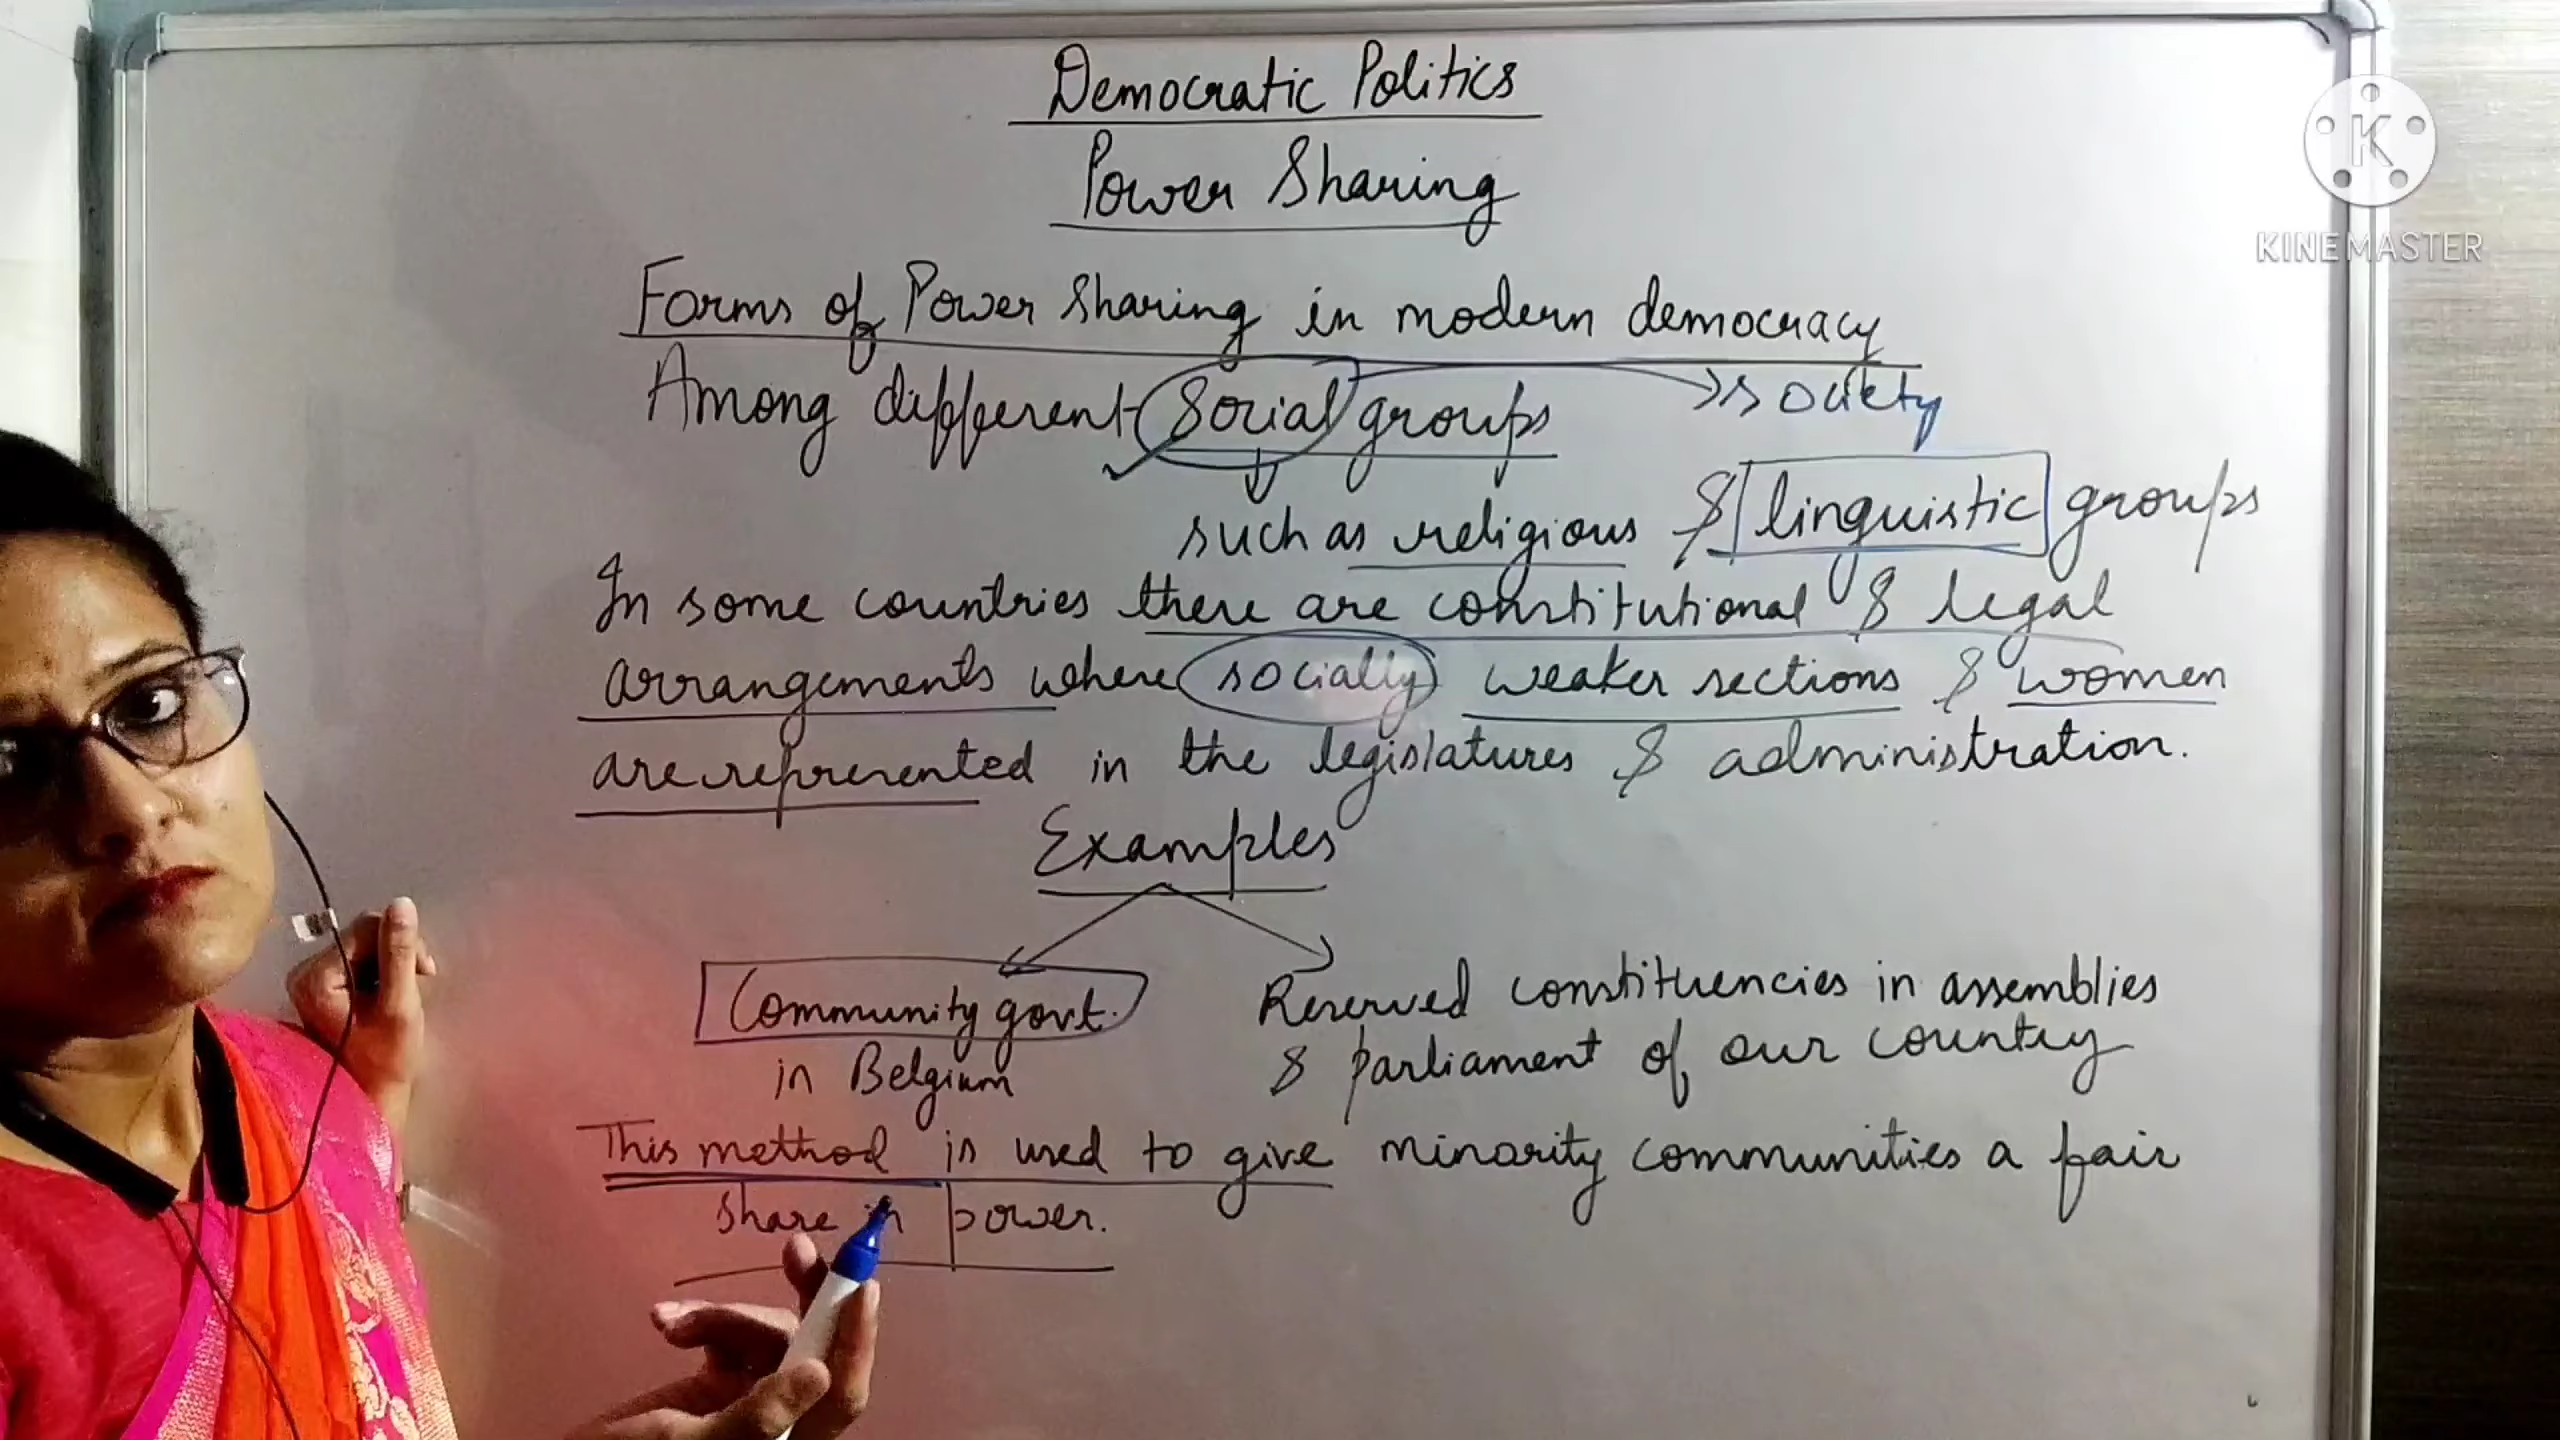 Democratic Politics
Power Sharing
Forms of Power Sharing in modern democracy
Among different social groups → society
such as religious & linguistic groups
In some countries there are constitutional & legal
arrangements where socially weaker sections & women
are represented in the legislatures & administration.
Examples
Community govt.
in Belgium
Reserved constituencies in assemblies
& parliament of our country
This method is used to give minority communities a fair
share in power.
K
KINEMASTER